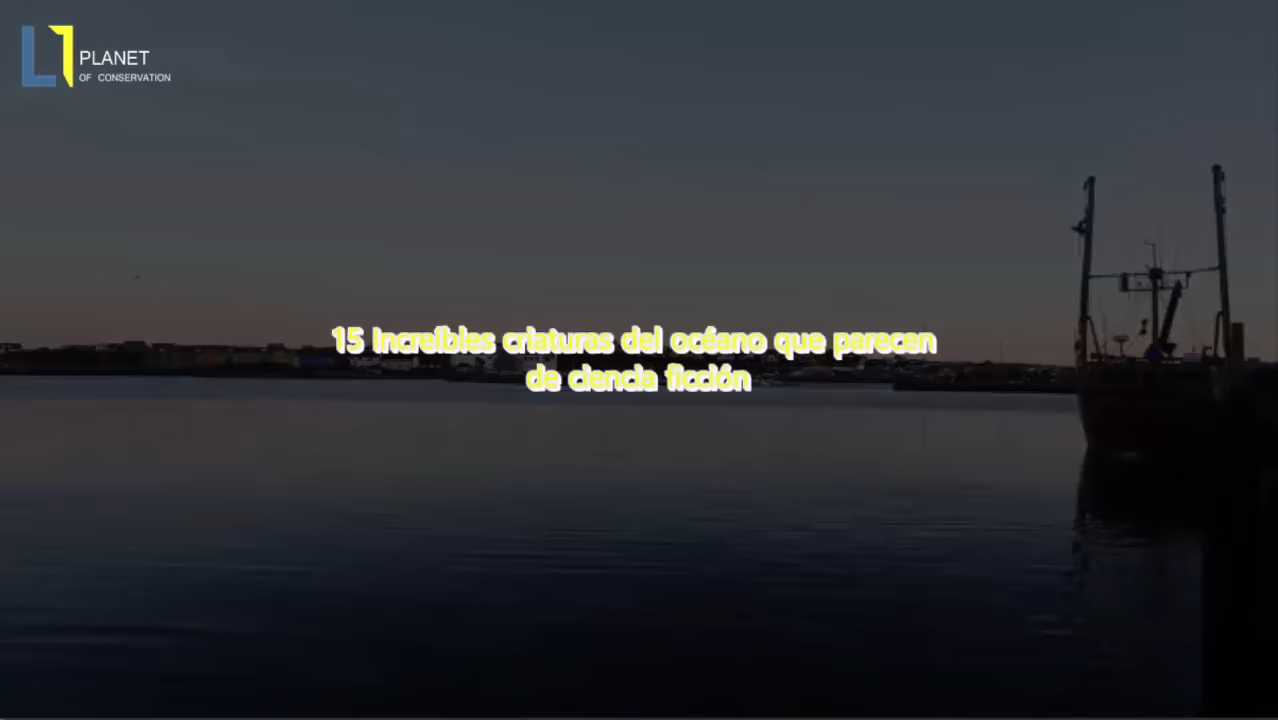 PLANET
OF CONSERVATION
15 Increíbles criaturas del océano que parecen
de ciencia ficción